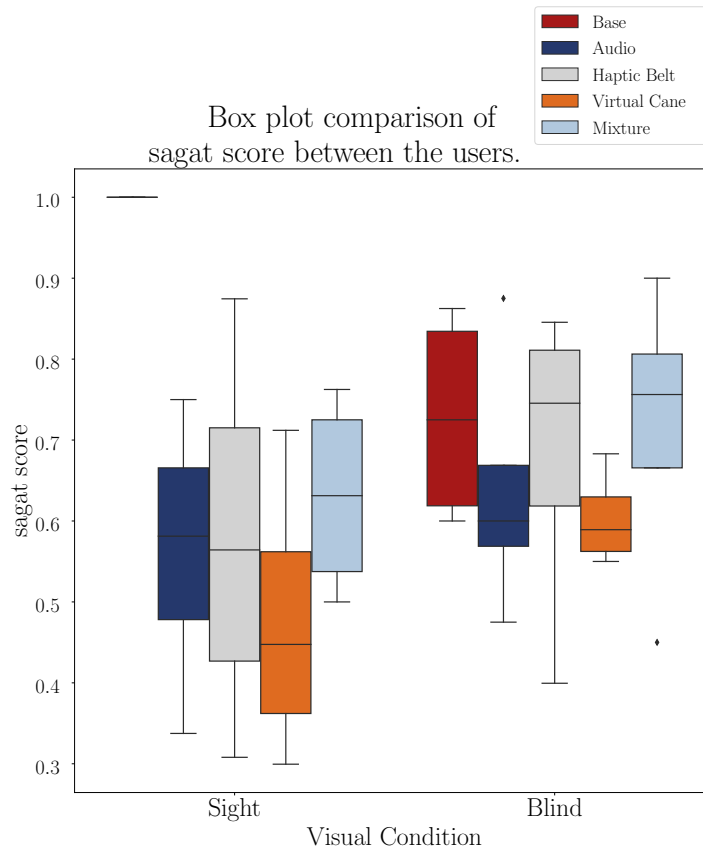 Base
Audio
Haptic Belt
Virtual Cane
Mixture
Box plot comparison of
sagat score between the users.
1.0
0.9
0.8
0.7
0.6
0.5
0.4
0.3
sagat score
Sight
Blind
Visual Condition